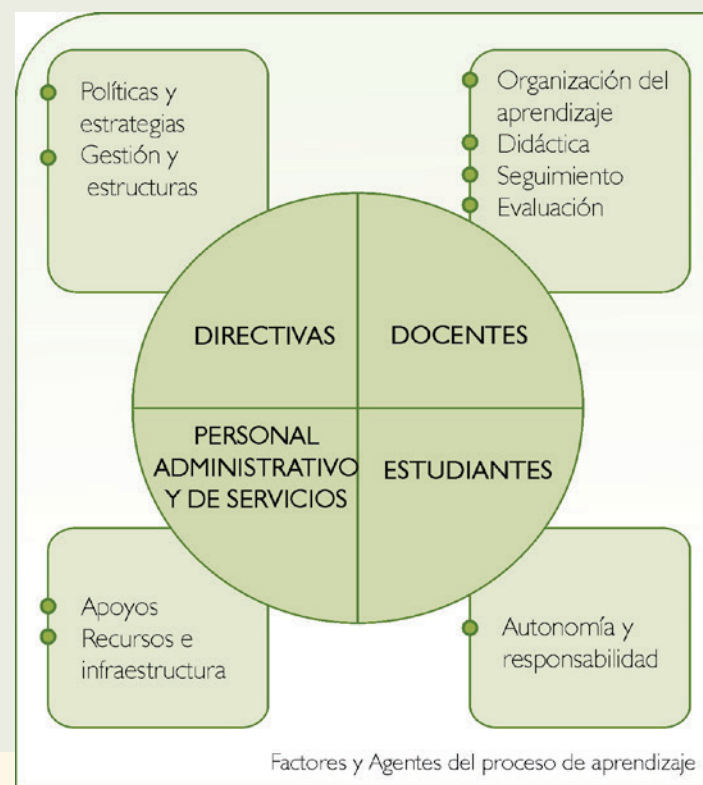 Políticas y
estrategias
Gestión y
estructuras
Organización del
aprendizaje
Didáctica
Seguimiento
Evaluación
DIRECTIVAS
DOCENTES
PERSONAL
ADMINISTRATIVO
Y DE SERVICIOS
ESTUDIANTES
Apoyos
Recursos e
infraestructura
Autonomía y
responsabilidad
Factores y Agentes del proceso de aprendizaje